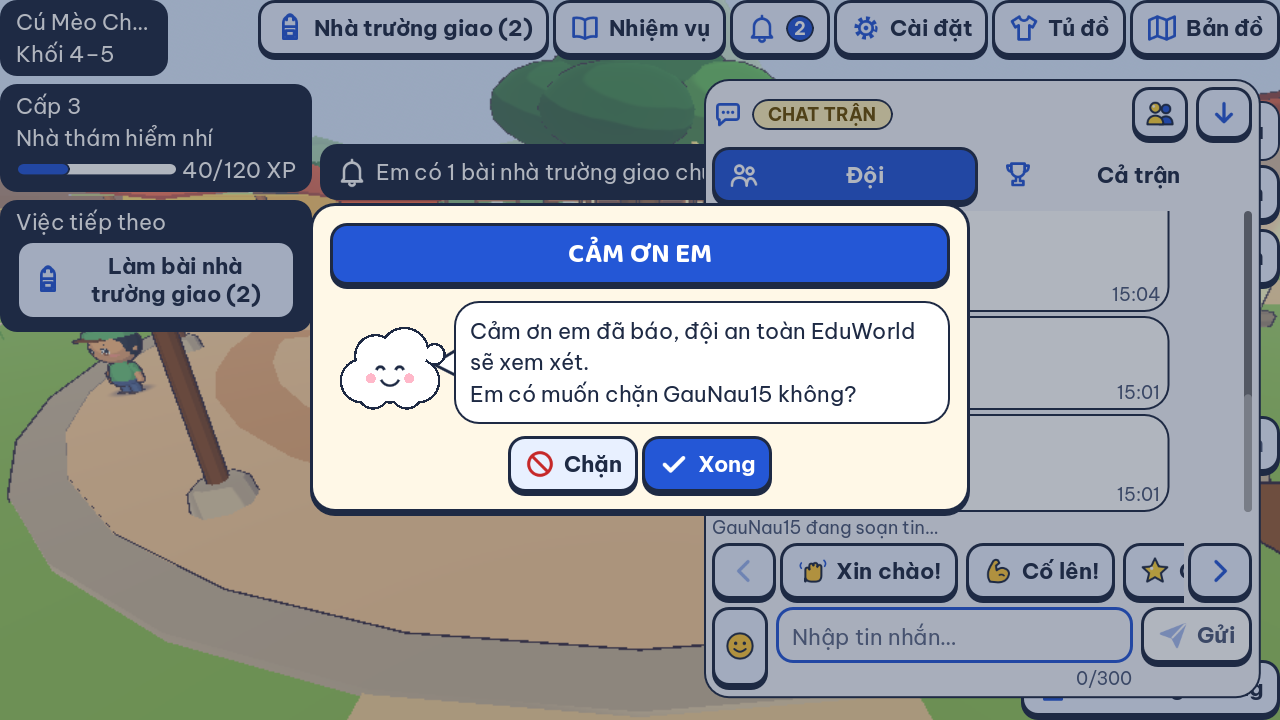 Cú Mèo Ch...
Khối 4–5
Nhà trường giao (2)
Nhiệm vụ
2
Cài đặt
Tủ đồ
Bản đồ
Cấp 3
Nhà thám hiểm nhí
40/120 XP
Em có 1 bài nhà trường giao
Việc tiếp theo
Làm bài nhà
trường giao (2)
CHAT TRẬN
Đội
Cả trận
15:04
15:01
15:01
CẢM ƠN EM
Cảm ơn em đã báo, đội an toàn EduWorld
sẽ xem xét.
Em có muốn chặn GauNau15 không?
Chặn
Xong
GauNau15 đang soạn tin...
Xin chào!
Cố lên!
Nhập tin nhắn...
Gửi
0/300